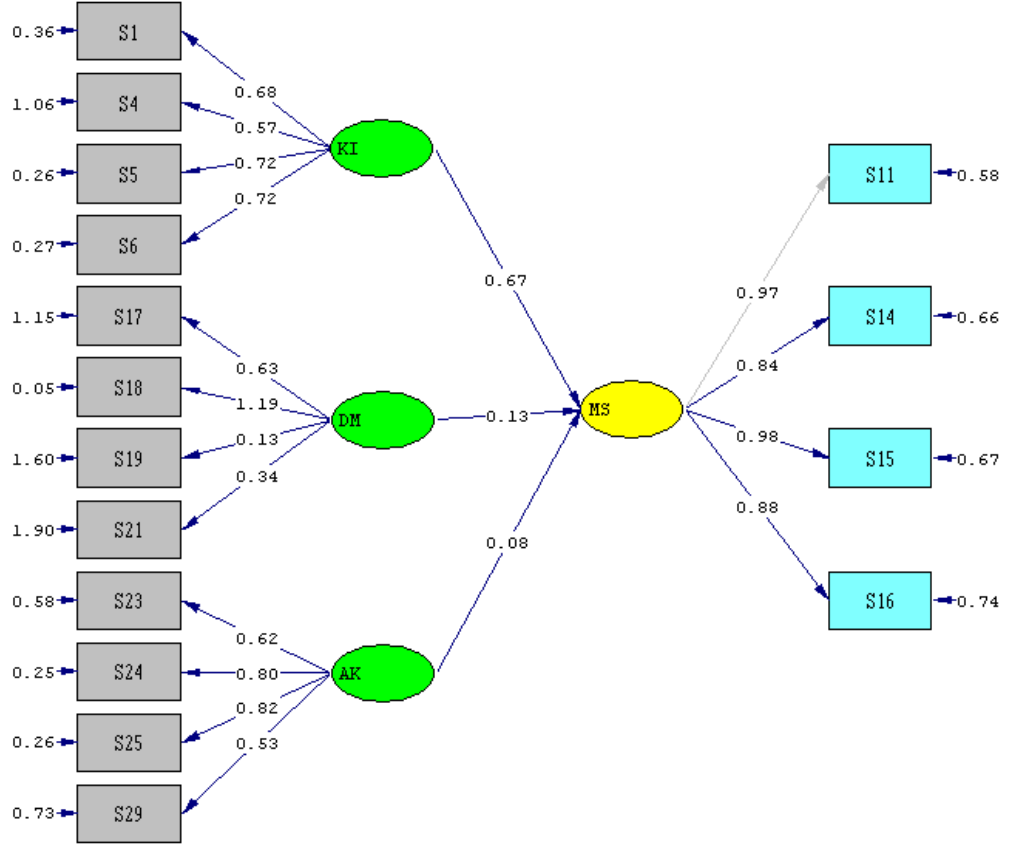 0.36 S1
0.68
1.06 S4
0.57
KI
0.26 S5
0.72
0.72
0.27 S6
0.67
1.15 S17
0.63
0.05 S18
1.19
DM
0.13
0.13
1.60 S19
0.34
1.90 S21
0.08
0.58 S23
0.62
AK
0.25 S24
0.80
0.82
0.26 S25
0.53
0.73 S29
MS
S11 0.58
0.97
S14 0.66
0.84
S15 0.67
0.98
0.88
S16 0.74